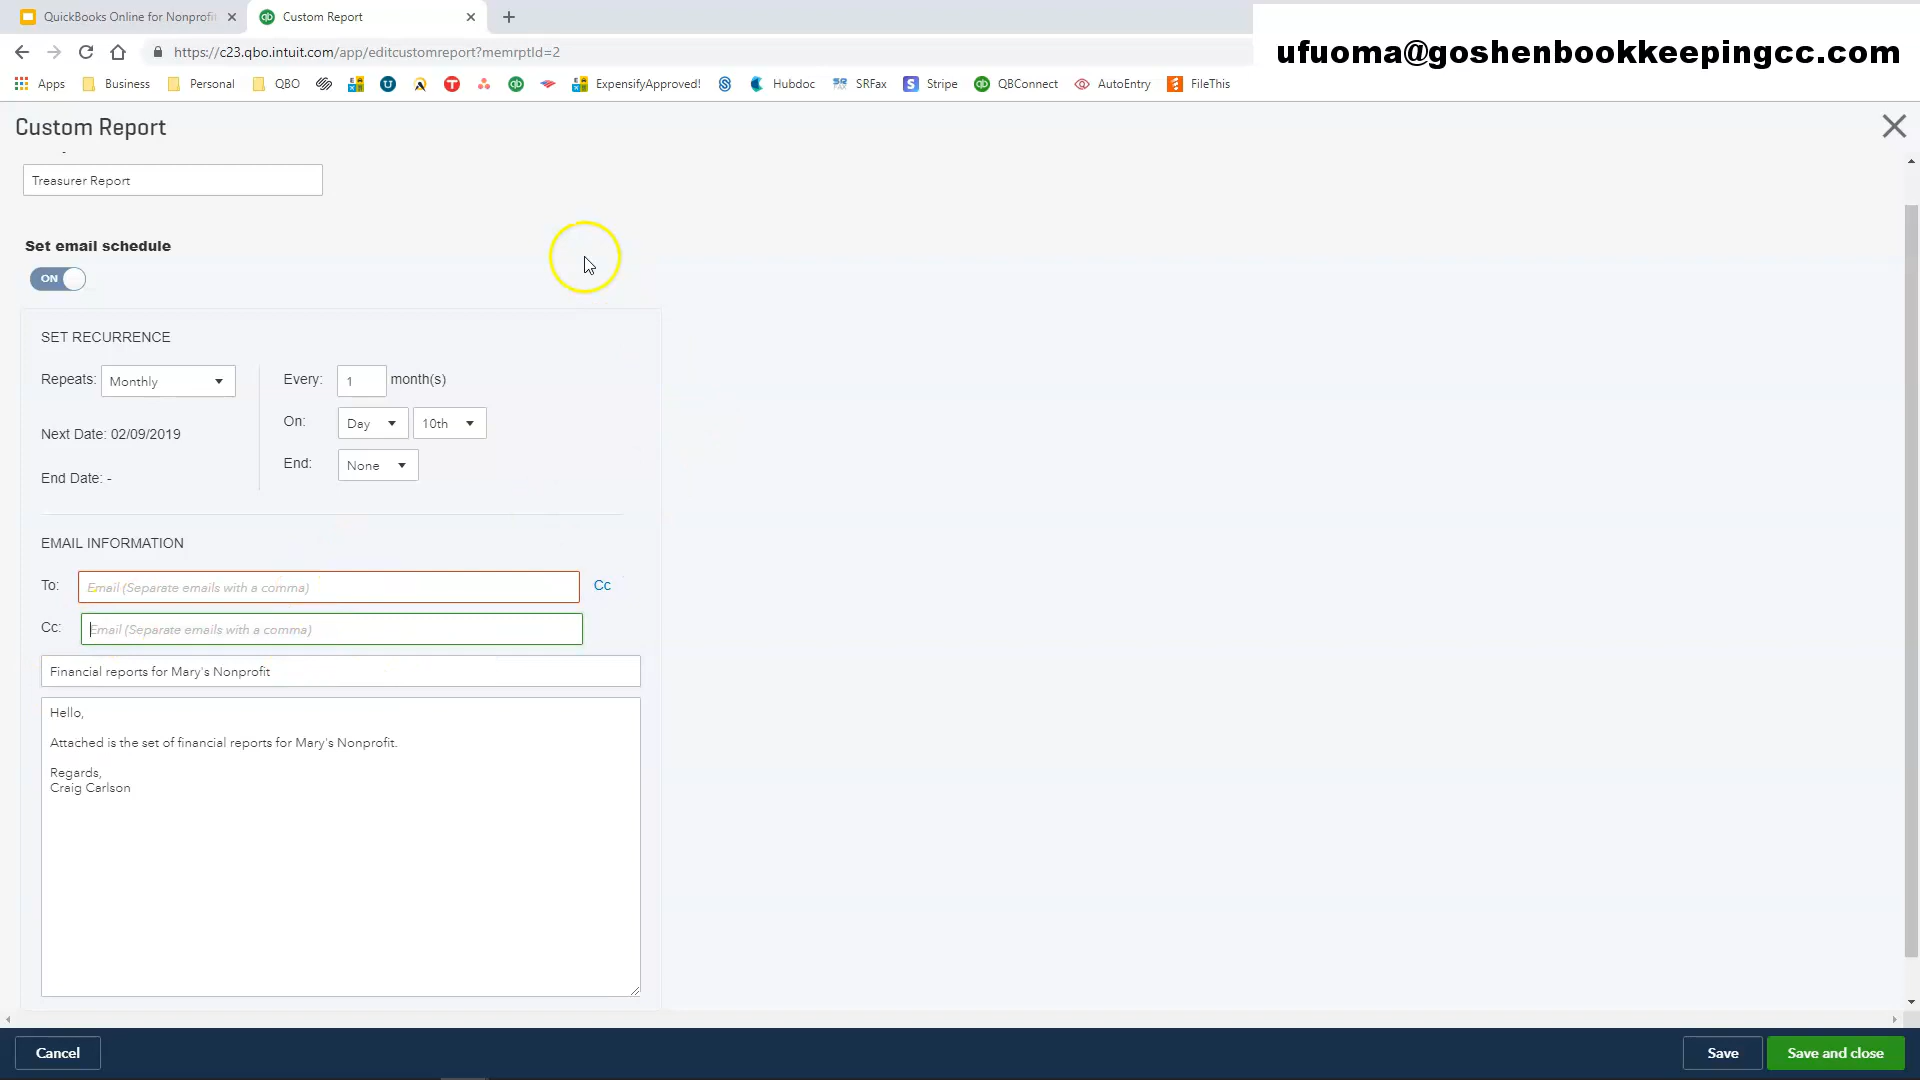 QuickBooks Online for Nonprofi
Custom Report
ufuoma@goshenbookkeepingcc.com
https://c23.qbo.intuit.com/app/editcustomreport?memrptId=2
Apps Business Personal QBO ExpensifyApproved! Hubdoc SRFax Stripe QBConnect AutoEntry FileThis
Custom Report
Treasurer Report
Set email schedule
ON
SET RECURRENCE
Repeats: Monthly
Every: 1 month(s)
On: Day 10th
Next Date: 02/09/2019
End: None
End Date: -
EMAIL INFORMATION
To: Email (Separate emails with a comma) Cc
Cc: Email (Separate emails with a comma)
Financial reports for Mary's Nonprofit
Hello,
Attached is the set of financial reports for Mary's Nonprofit.
Regards,
Craig Carlson
Cancel
Save
Save and close